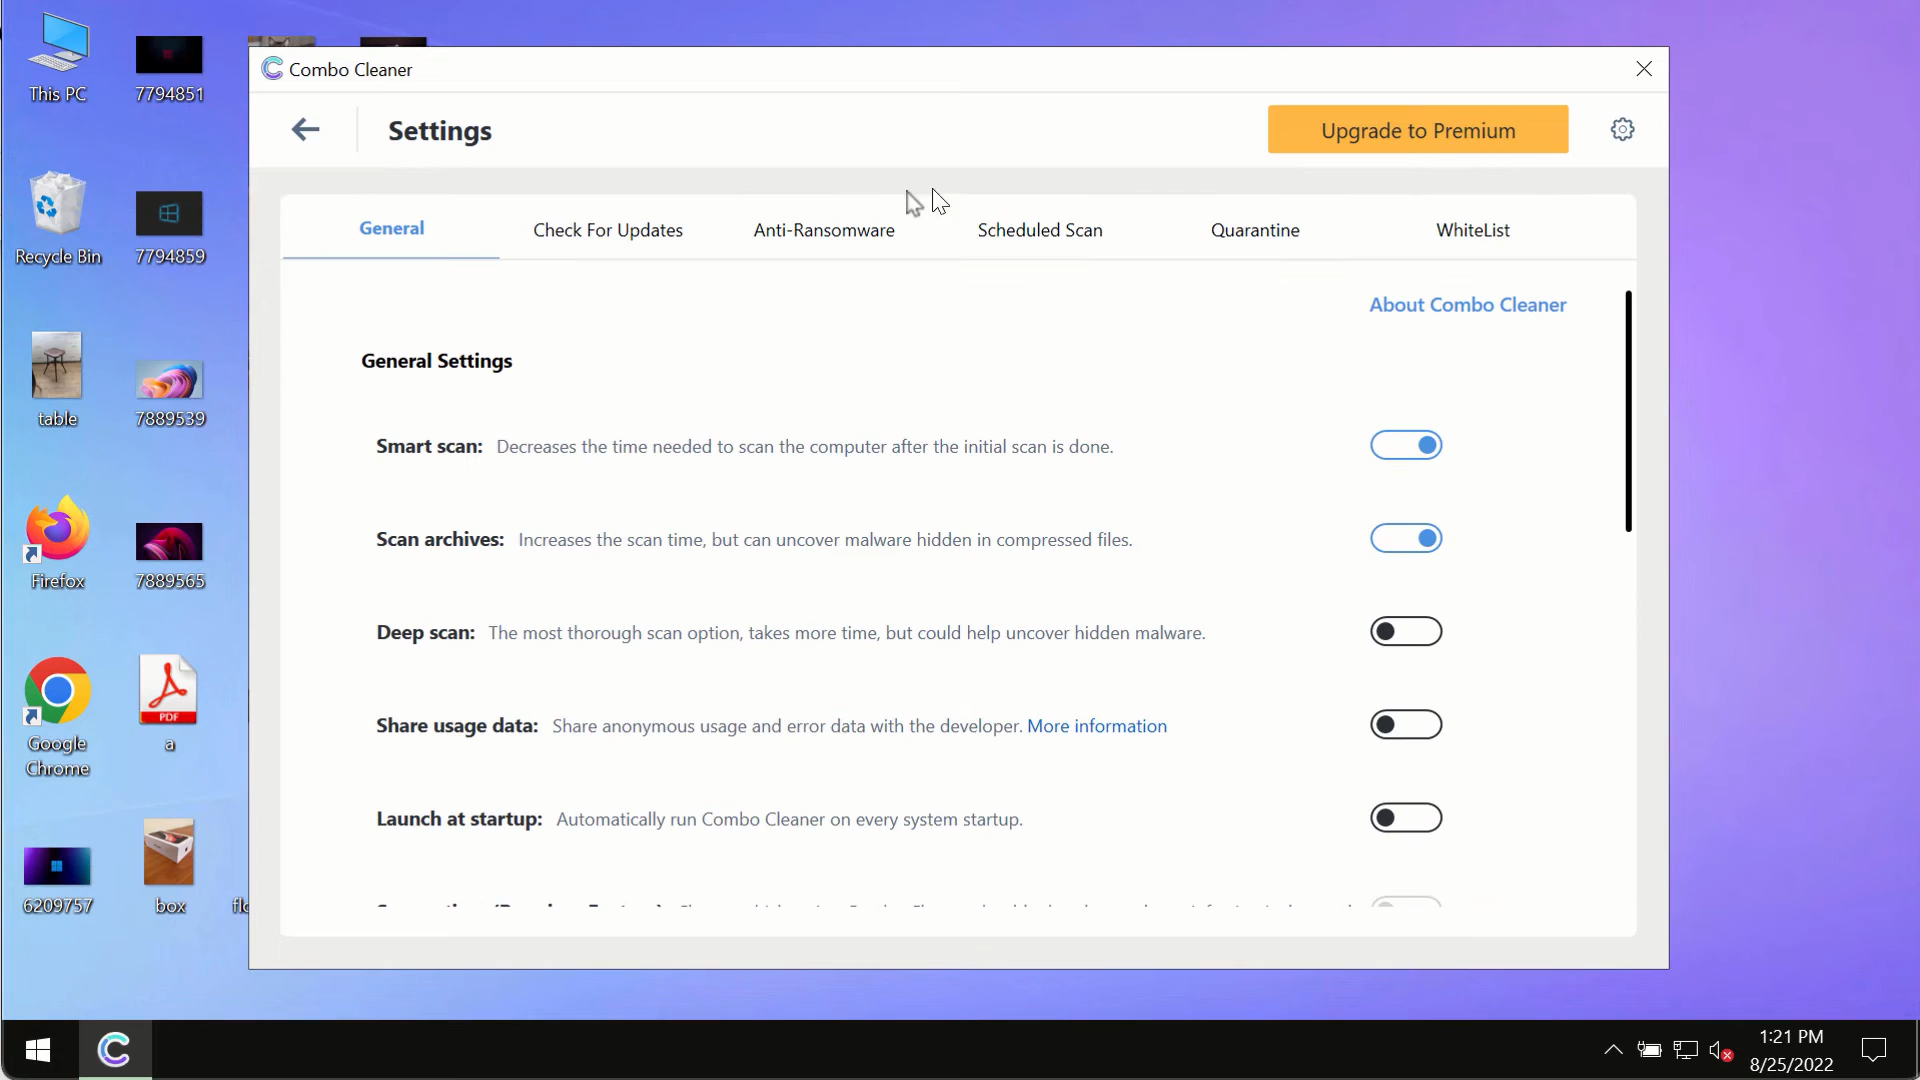 This PC
7794851
Recycle Bin
7794859
table
7889539
Firefox
7889565
Google
Chrome
PDF
a
6209757
box
Combo Cleaner
Settings
Upgrade to Premium
General
Check For Updates
Anti-Ransomware
Scheduled Scan
Quarantine
WhiteList
About Combo Cleaner
General Settings
Smart scan: Decreases the time needed to scan the computer after the initial scan is done.
Scan archives: Increases the scan time, but can uncover malware hidden in compressed files.
Deep scan: The most thorough scan option, takes more time, but could help uncover hidden malware.
Share usage data: Share anonymous usage and error data with the developer. More information
Launch at startup: Automatically run Combo Cleaner on every system startup.
1:21 PM
8/25/2022